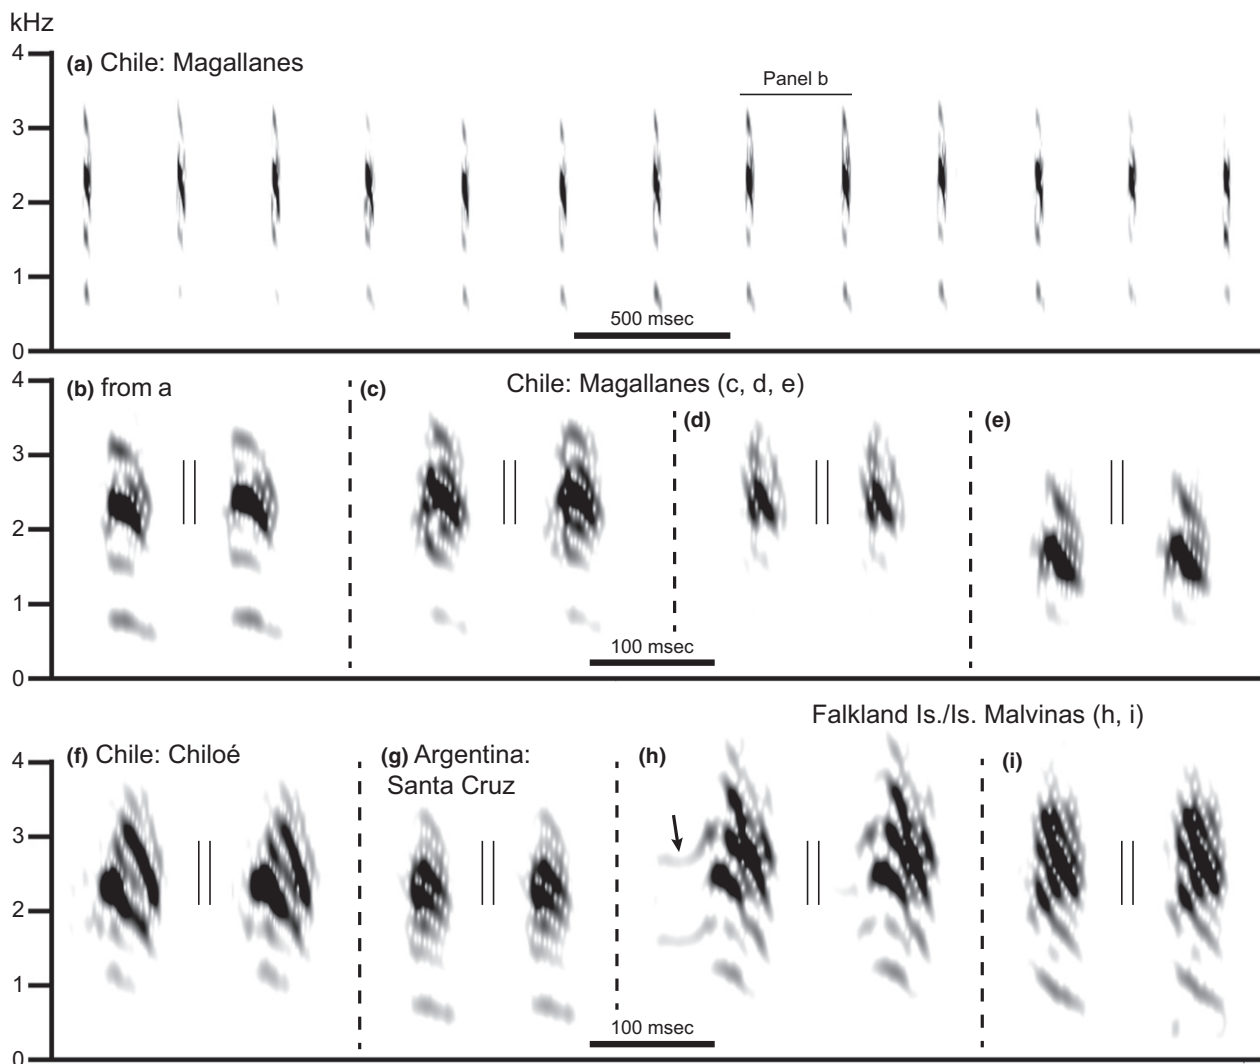 kHz
4
(a) Chile: Magallanes
Panel b
3
2
1
500 msec
0
4
(b) from a
(c)
Chile: Magallanes (c, d, e)
(d)
(e)
3
2
1
100 msec
0
Falkland Is./Is. Malvinas (h, i)
4
(f) Chile: Chiloé
(g) Argentina:
Santa Cruz
(h)
(i)
3
2
1
100 msec
0